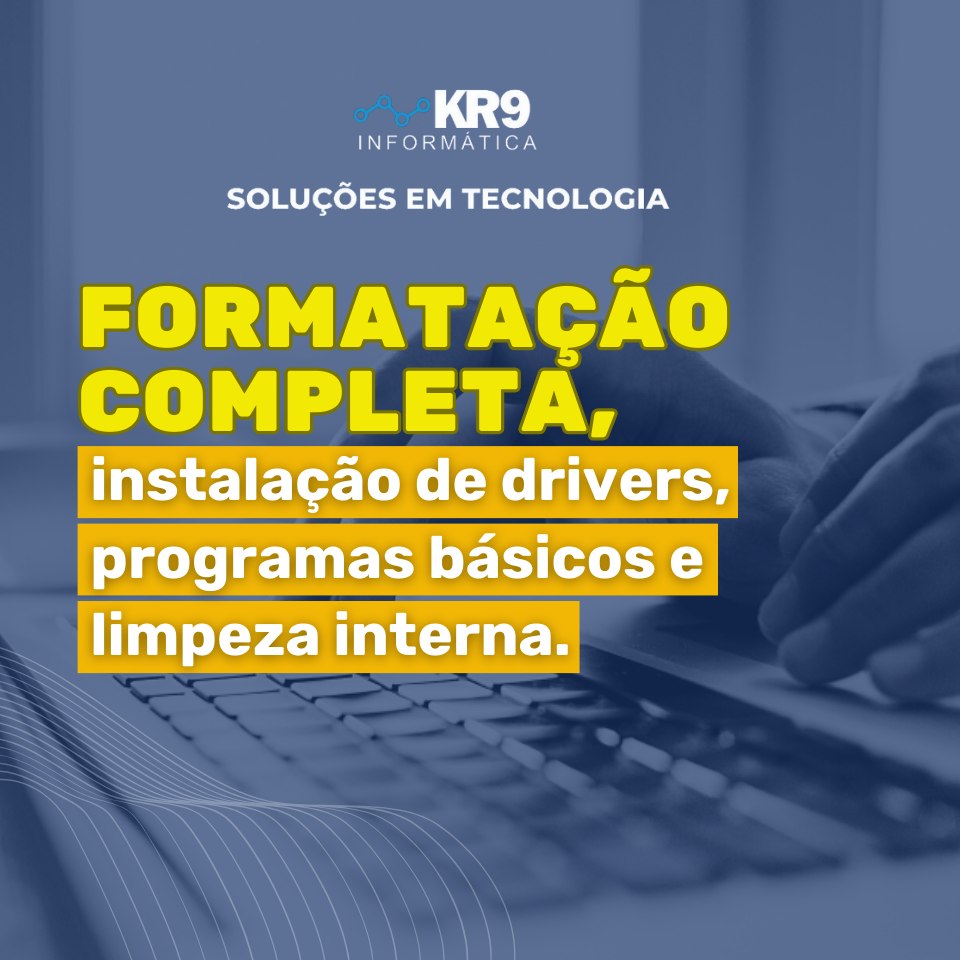 KR9
INFORMÁTICA
SOLUÇÕES EM TECNOLOGIA
FORMATAÇÃO
COMPLETA,
instalação de drivers,
programas básicos e
limpeza interna.